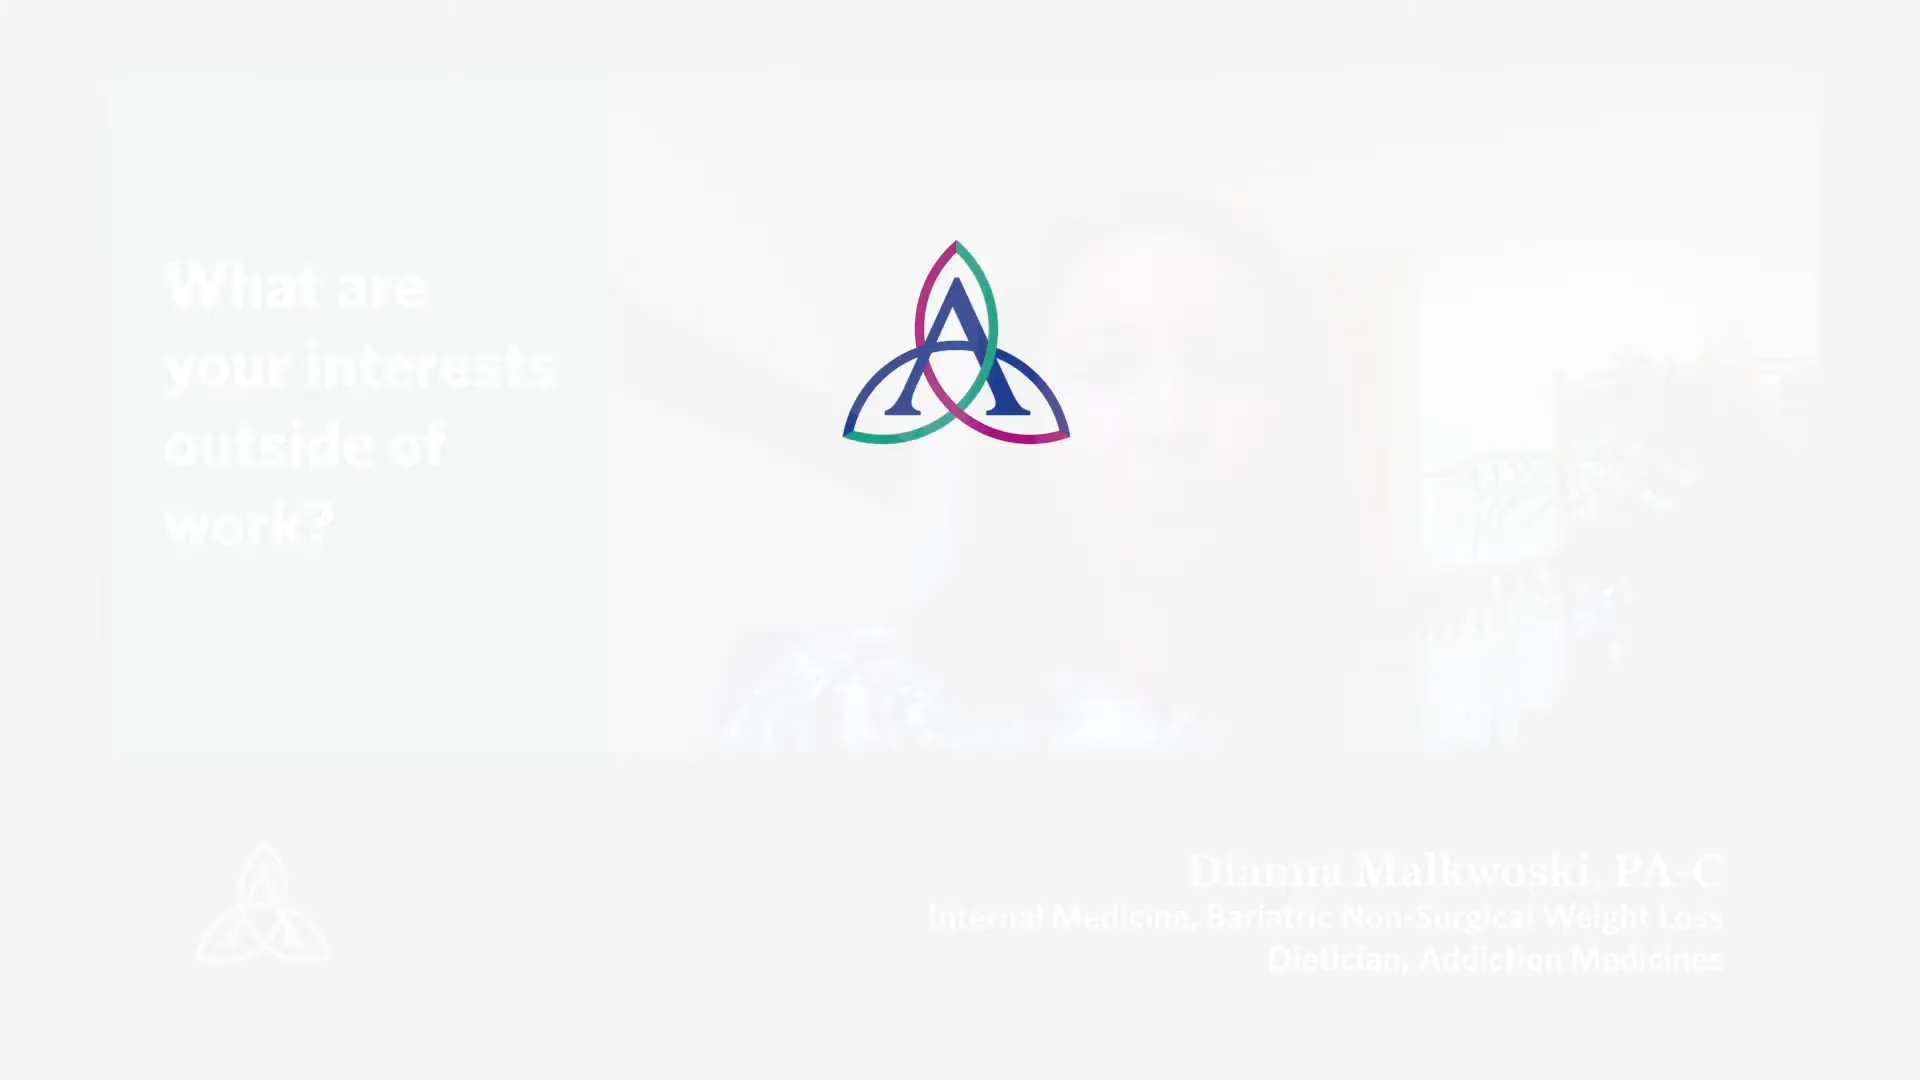 What are
your interests
outside of
work?
A
Dianna Malkwoski, PA-C
Internal Medicine, Bariatric Non-Surgical Weight Loss
Dietician, Addiction Medicines